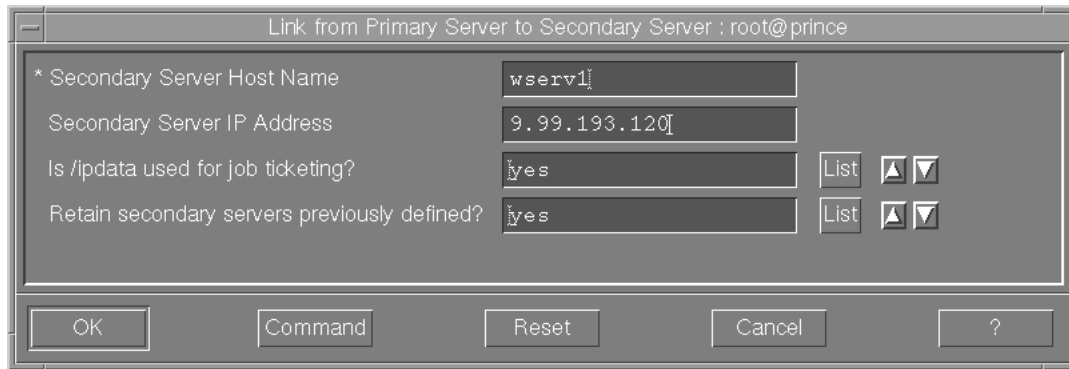 Link from Primary Server to Secondary Server : root@prince
* Secondary Server Host Name wserv1
Secondary Server IP Address 9.99.193.120
Is /ipdata used for job ticketing? yes List
Retain secondary servers previously defined? yes List
OK Command Reset Cancel ?